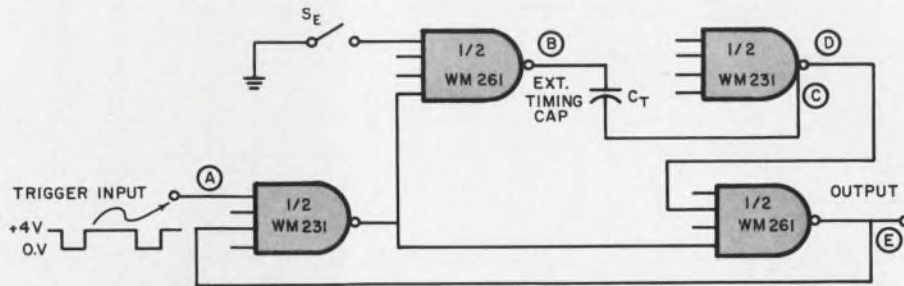 S_E
1/2
WM 261
B
EXT.
TIMING
CAP
C_T
1/2
WM 231
D
C
TRIGGER INPUT
+4V
0.V
A
1/2
WM 231
1/2
WM 261
OUTPUT
E